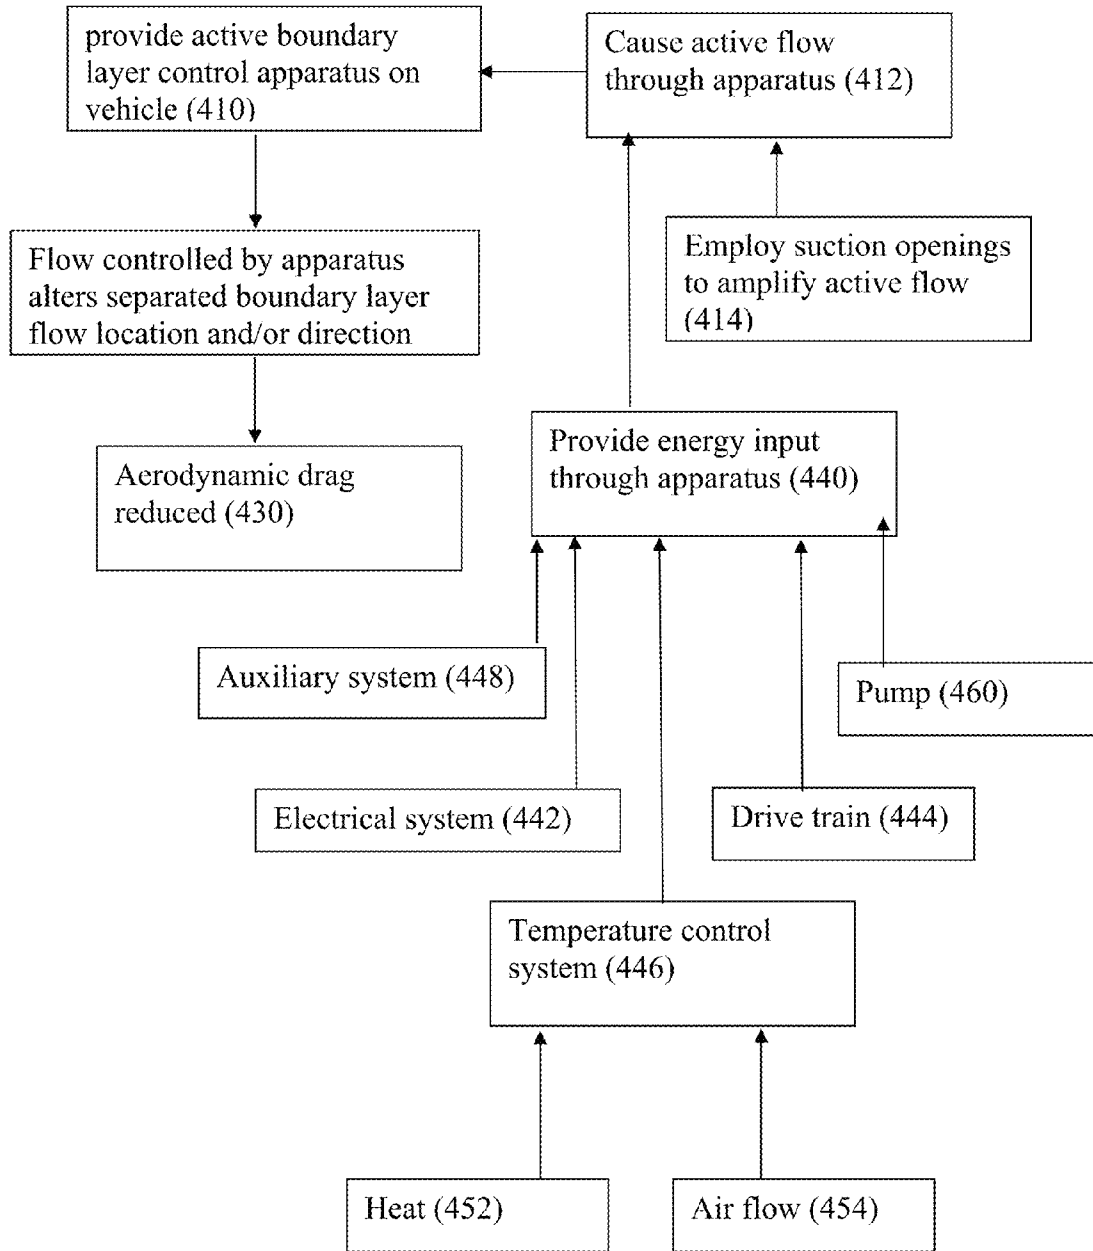 provide active boundary
layer control apparatus on
vehicle (410)
Cause active flow
through apparatus (412)
Flow controlled by apparatus
alters separated boundary layer
flow location and/or direction
Employ suction openings
to amplify active flow
(414)
Aerodynamic drag
reduced (430)
Provide energy input
through apparatus (440)
Auxiliary system (448)
Pump (460)
Electrical system (442)
Drive train (444)
Temperature control
system (446)
Heat (452)
Air flow (454)